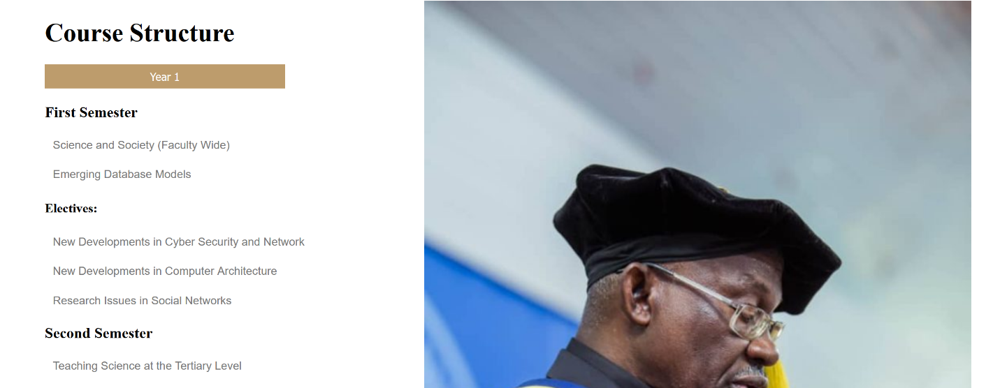 Course Structure
Year 1
First Semester
Science and Society (Faculty Wide)
Emerging Database Models
Electives:
New Developments in Cyber Security and Network
New Developments in Computer Architecture
Research Issues in Social Networks
Second Semester
Teaching Science at the Tertiary Level